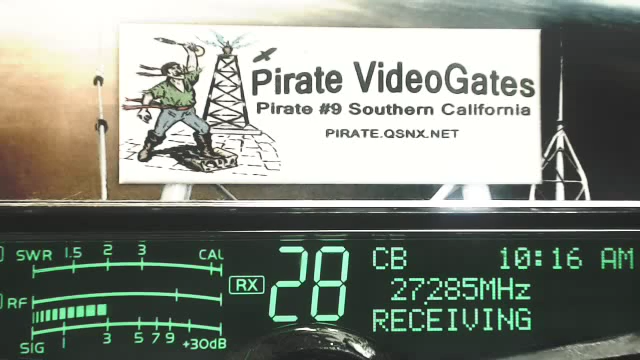 Pirate VideoGates
Pirate #9 Southern California
PIRATE.QSNX.NET
SWR 1.5 2 3 CAL
RX 28 CB 10:16 AM
27285MHz
RF
RECEIVING
SIG 1 3 5 7 9 +30dB